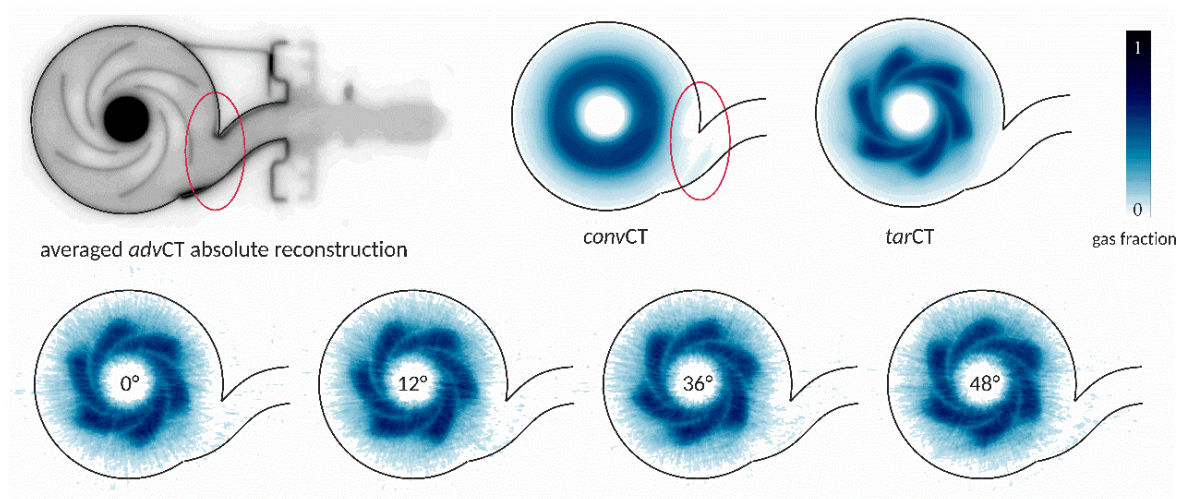 1
0
gas fraction
averaged advCT absolute reconstruction
convCT
tarCT
0°
12°
36°
48°